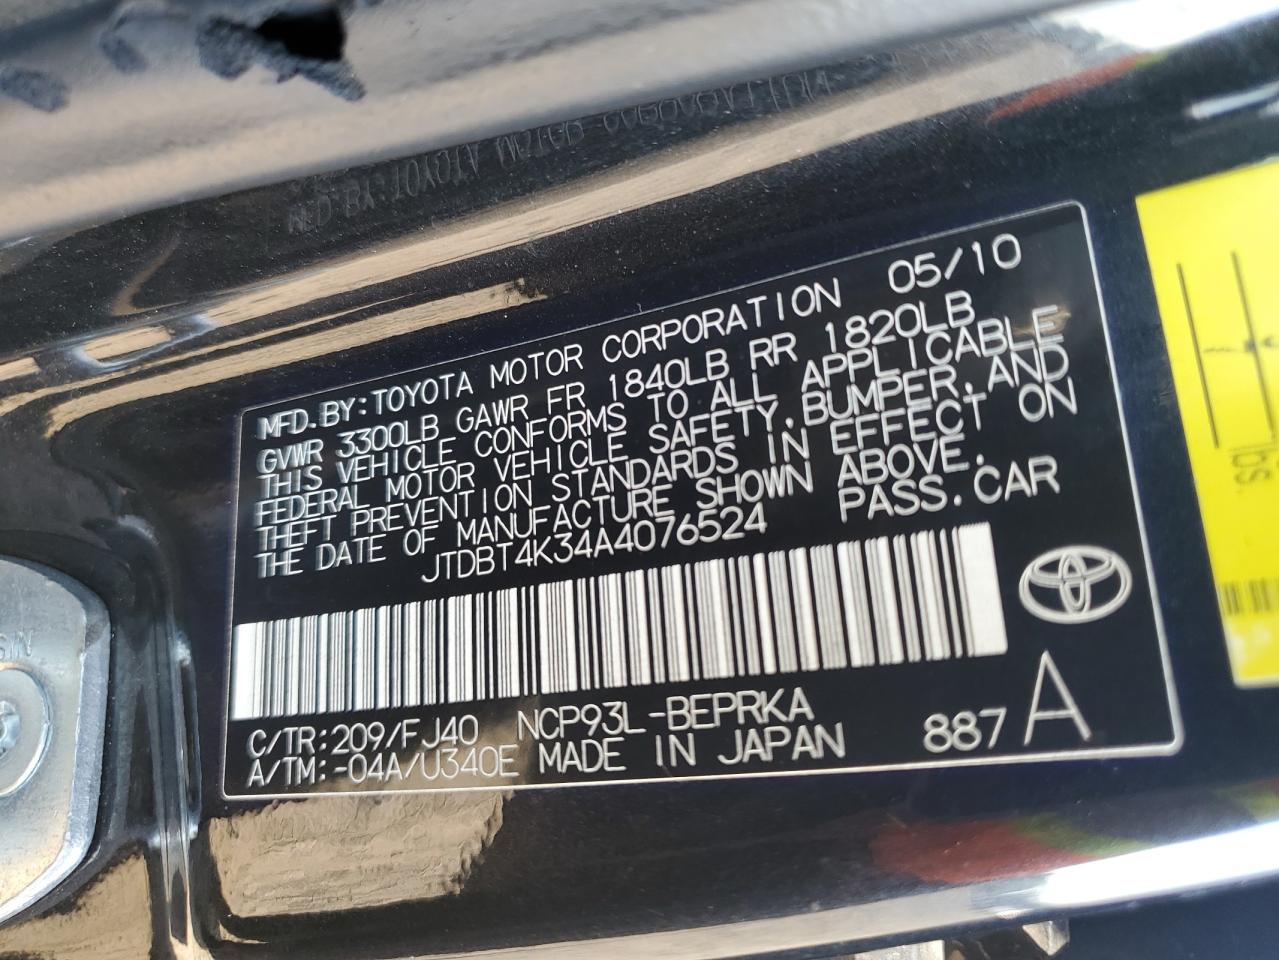 MFD.BY:TOYOTA MOTOR CORPORATION 05/10
GVWR 3300LB GAWR FR 1840LB RR 1820LB
THIS VEHICLE CONFORMS TO ALL APPLICABLE
FEDERAL MOTOR VEHICLE SAFETY,BUMPER,AND
THEFT PREVENTION STANDARDS IN EFFECT ON
THE DATE OF MANUFACTURE SHOWN ABOVE.
JTDBT4K34A4076524 PASS.CAR
C/TR:209/FJ40 NCP93L-BEPRKA
A/TM:-04A/U340E MADE IN JAPAN 887 A
lbs.